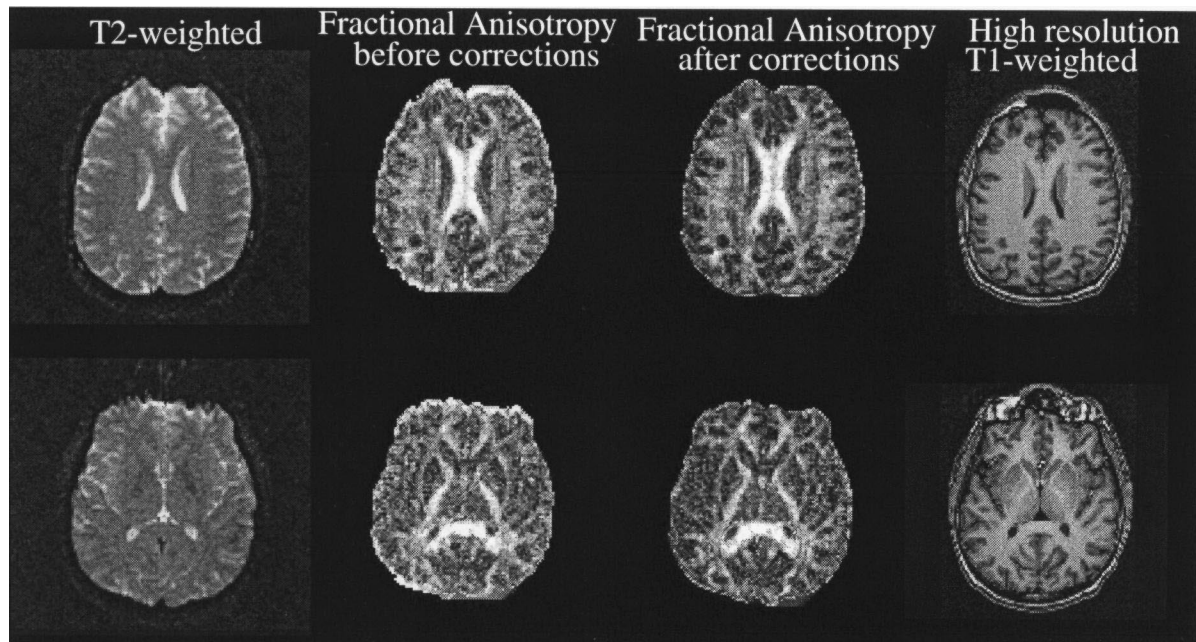 T2-weighted
Fractional Anisotropy
before corrections
Fractional Anisotropy
after corrections
High resolution
T1-weighted